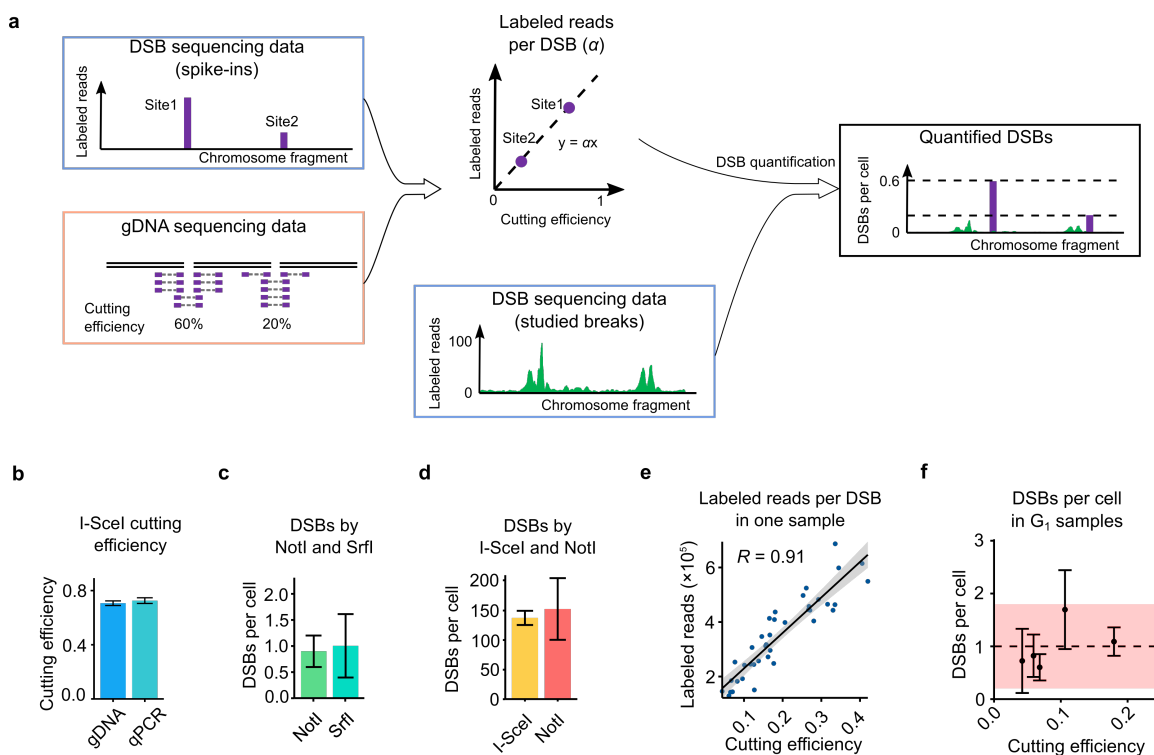 a
DSB sequencing data
(spike-ins)
Labeled reads
Site1
Site2
Chromosome fragment
gDNA sequencing data
Cutting
efficiency
60%
20%
Labeled reads
per DSB (α)
Labeled reads
Site1
Site2
y = αx
0
1
Cutting efficiency
DSB sequencing data
(studied breaks)
Labeled reads
100
0
Chromosome fragment
DSB quantification
Quantified DSBs
DSBs per cell
0.6
0
Chromosome fragment
b
I-SceI cutting
efficiency
Cutting efficiency
0.8
0.4
0.0
gDNA
qPCR
c
DSBs by
NotI and SrfI
DSBs per cell
2.0
1.5
1.0
0.5
0.0
NotI
SrfI
d
DSBs by
I-SceI and NotI
DSBs per cell
200
150
100
50
0
I-SceI
NotI
e
Labeled reads per DSB
in one sample
R = 0.91
Labeled reads (×10⁵)
6
4
2
0.1
0.2
0.3
0.4
Cutting efficiency
f
DSBs per cell
in G₁ samples
DSBs per cell
3
2
1
0
0.0
0.1
0.2
Cutting efficiency